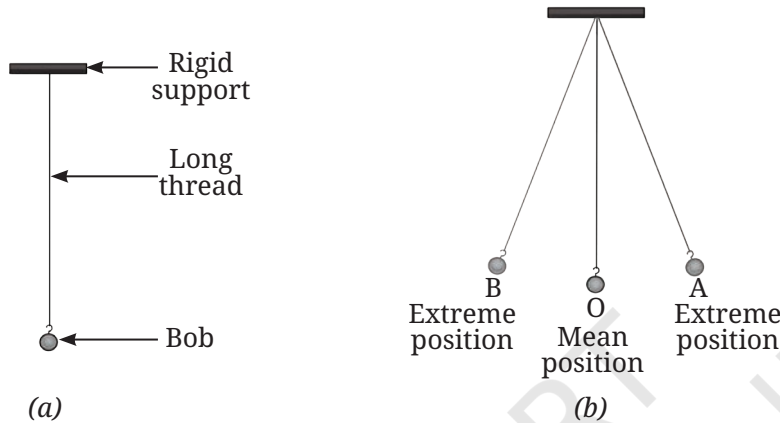 Rigid
support
Long
thread
Bob
(a)
B
Extreme
position
O
Mean
position
A
Extreme
position
(b)